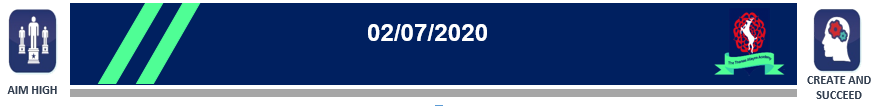 02/07/2020
AIM HIGH
CREATE AND
SUCCEED